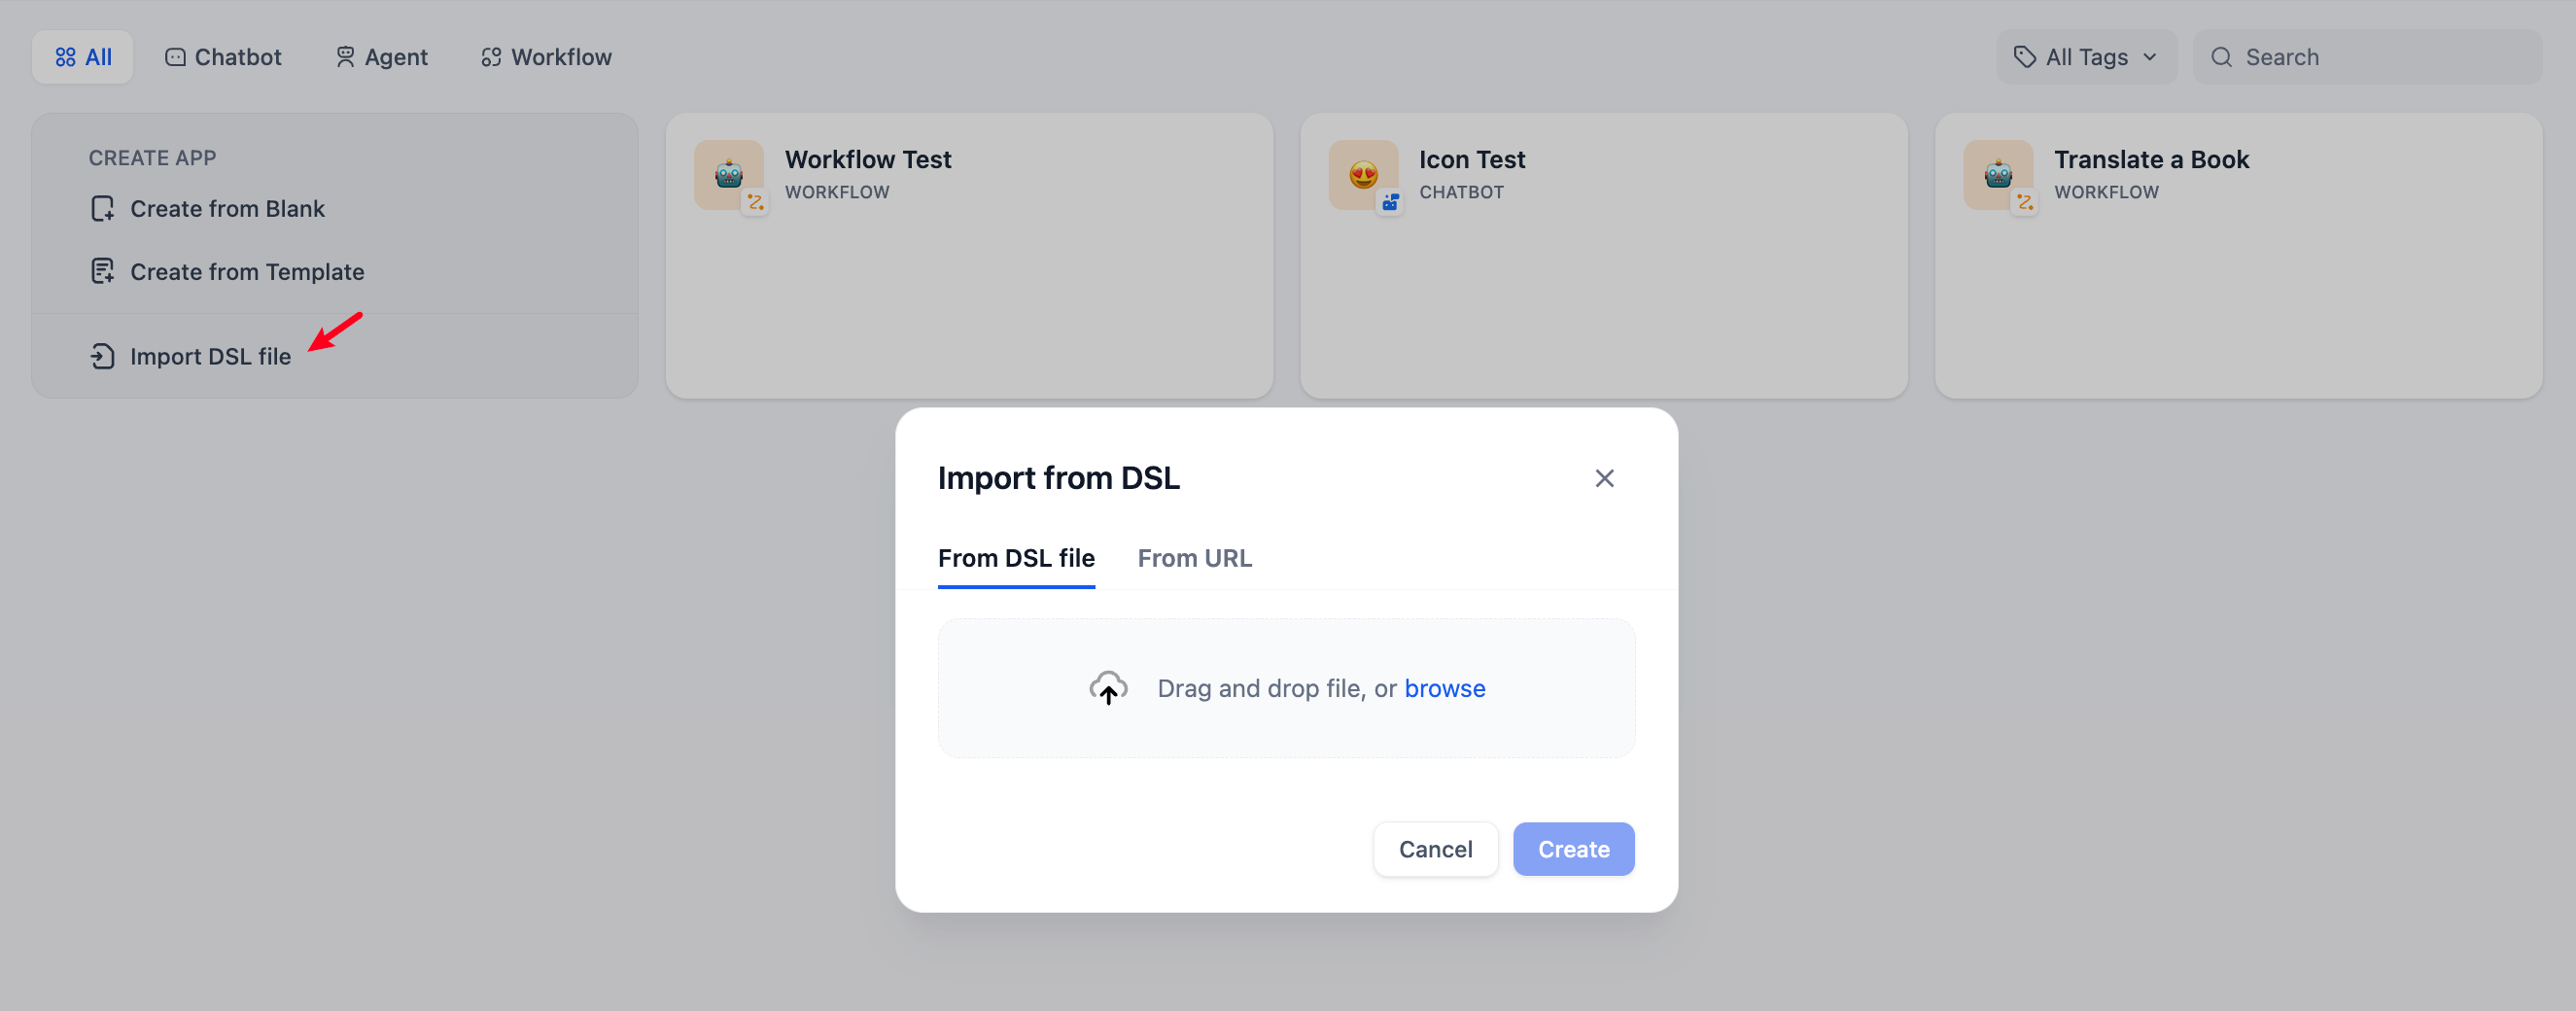 All
Chatbot
Agent
Workflow
All Tags
Search
CREATE APP
Create from Blank
Create from Template
Import DSL file
Workflow Test
WORKFLOW
Icon Test
CHATBOT
Translate a Book
WORKFLOW
Import from DSL
From DSL file
From URL
Drag and drop file, or browse
Cancel
Create